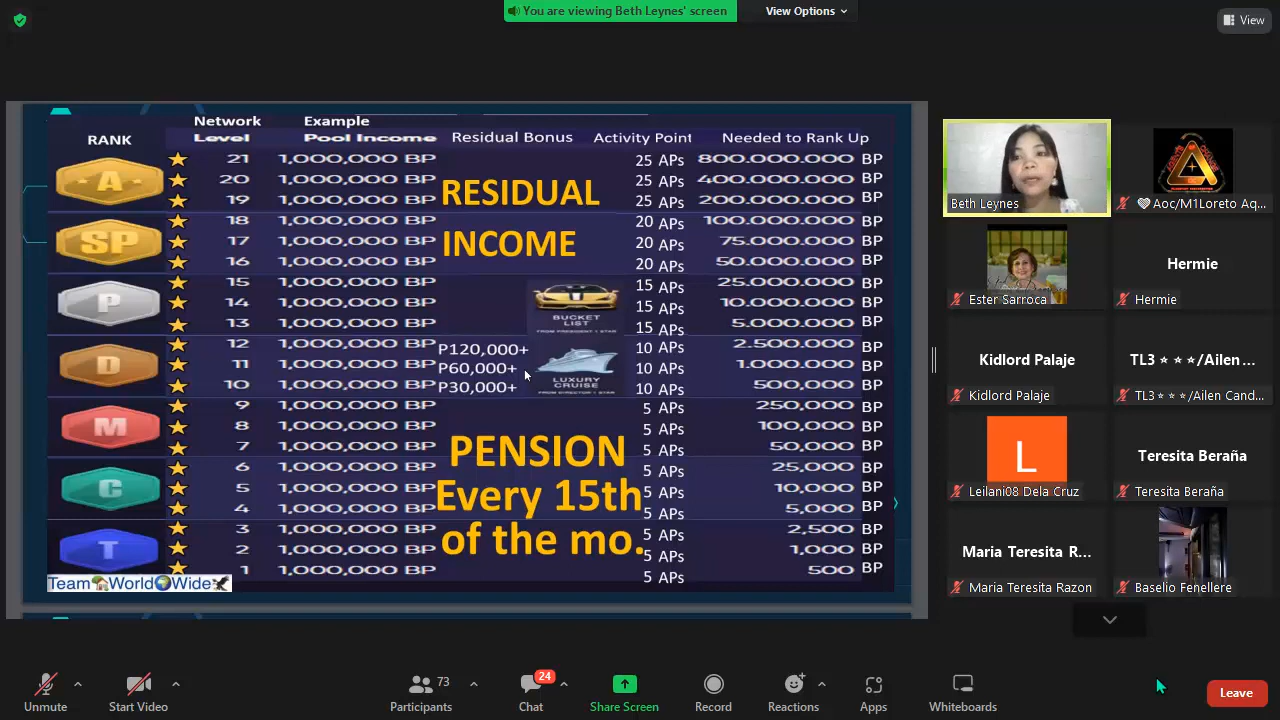 You are viewing Beth Leynes' screen
View Options
View
RANK
Network Level
Example Pool Income
Residual Bonus
Activity Point
Needed to Rank Up
A
21 1,000,000 BP 25 APs 800.000.000 BP
20 1,000,000 BP 25 APs 400.000.000 BP
19 1,000,000 BP 25 APs 200.000.000 BP
SP
18 1,000,000 BP 20 APs 100.000.000 BP
17 1,000,000 BP 20 APs 75.000.000 BP
16 1,000,000 BP 20 APs 50.000.000 BP
RESIDUAL
INCOME
P
15 1,000,000 BP 15 APs 25.000.000 BP
14 1,000,000 BP 15 APs 10.000.000 BP
13 1,000,000 BP 15 APs 5.000.000 BP
BUCKET
LIST
FROM PRESIDENT 1 STAR
D
12 1,000,000 BP P120,000+ 10 APs 2.500.000 BP
11 1,000,000 BP P60,000+ 10 APs 1.000.000 BP
10 1,000,000 BP P30,000+ 10 APs 500,000 BP
LUXURY
CRUISE
FROM DIRECTOR 1 STAR
M
9 1,000,000 BP 5 APs 250,000 BP
8 1,000,000 BP 5 APs 100,000 BP
7 1,000,000 BP 5 APs 50,000 BP
C
6 1,000,000 BP 5 APs 25,000 BP
5 1,000,000 BP 5 APs 10,000 BP
4 1,000,000 BP 5 APs 5,000 BP
T
3 1,000,000 BP 5 APs 2,500 BP
2 1,000,000 BP 5 APs 1,000 BP
1 1,000,000 BP 5 APs 500 BP
PENSION
Every 15th
of the mo.
Team World Wide
Beth Leynes
Aoc/M1Loreto Aq...
Ester Sarroca
Hermie
Hermie
Kidlord Palaje
Kidlord Palaje
TL3⭐⭐⭐/Ailen ...
TL3⭐⭐⭐/Ailen Cand...
L
Leilani08 Dela Cruz
Teresita Beraña
Teresita Beraña
Maria Teresita R...
Maria Teresita Razon
Baselio Fenellere
Unmute
Start Video
73
Participants
24
Chat
Share Screen
Record
Reactions
Apps
Whiteboards
Leave